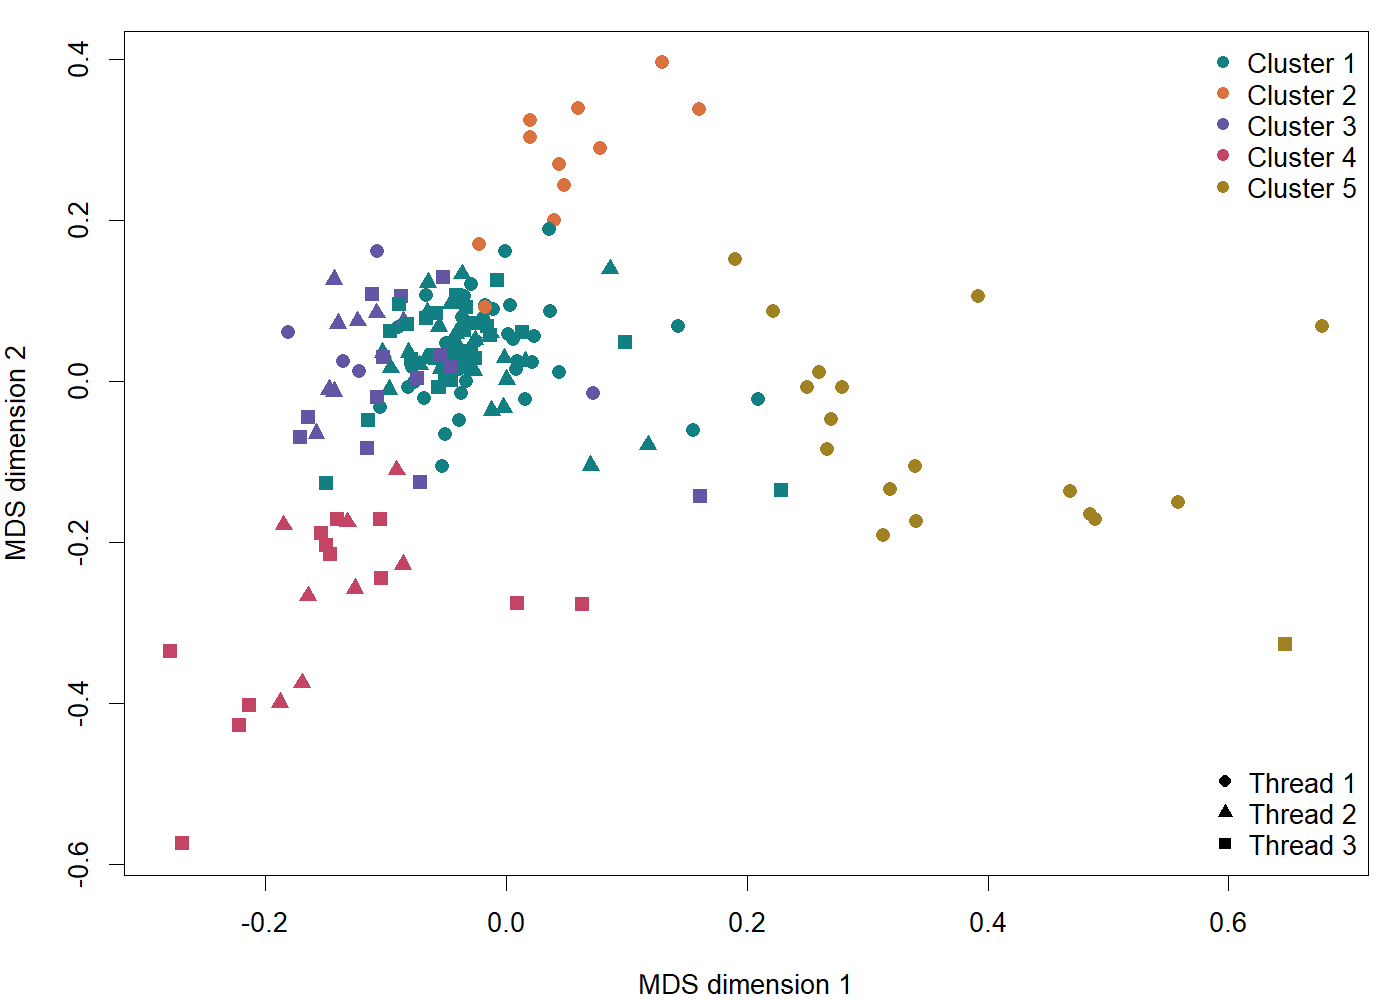 Cluster 1
Cluster 2
Cluster 3
Cluster 4
Cluster 5
0.4
0.2
0.0
-0.2
-0.4
-0.6
MDS dimension 2
Thread 1
Thread 2
Thread 3
-0.2 0.0 0.2 0.4 0.6
MDS dimension 1